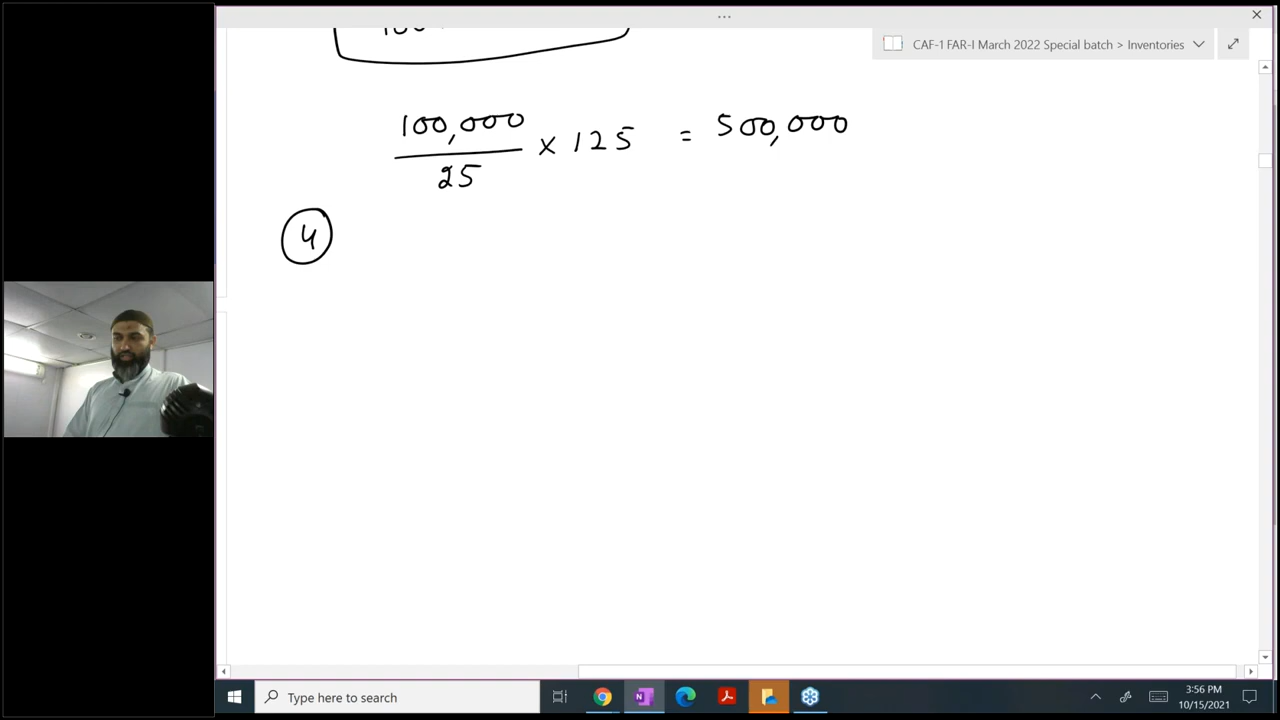 CAF-1 FAR-I March 2022 Special batch > Inventories
100,000
25
× 125 = 500,000
4
Type here to search
3:56 PM
10/15/2021